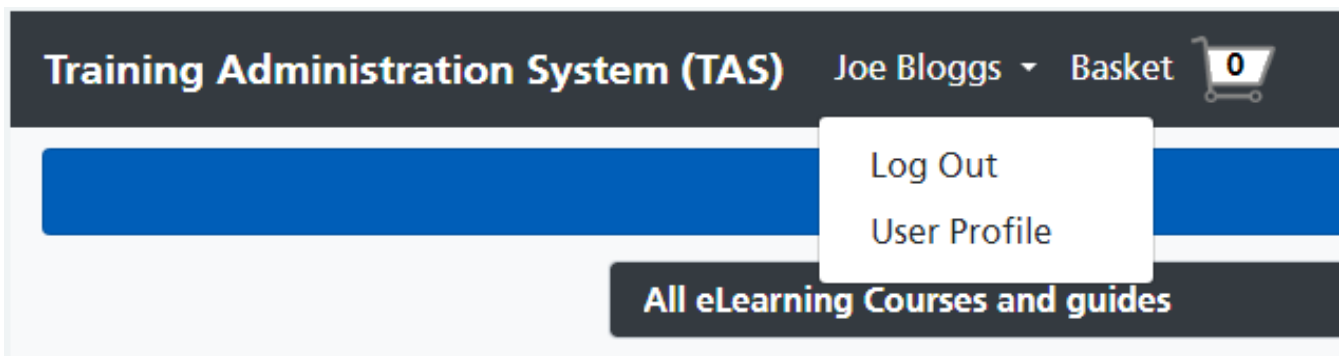 Training Administration System (TAS) Joe Bloggs Basket 0
Log Out
User Profile
All eLearning Courses and guides